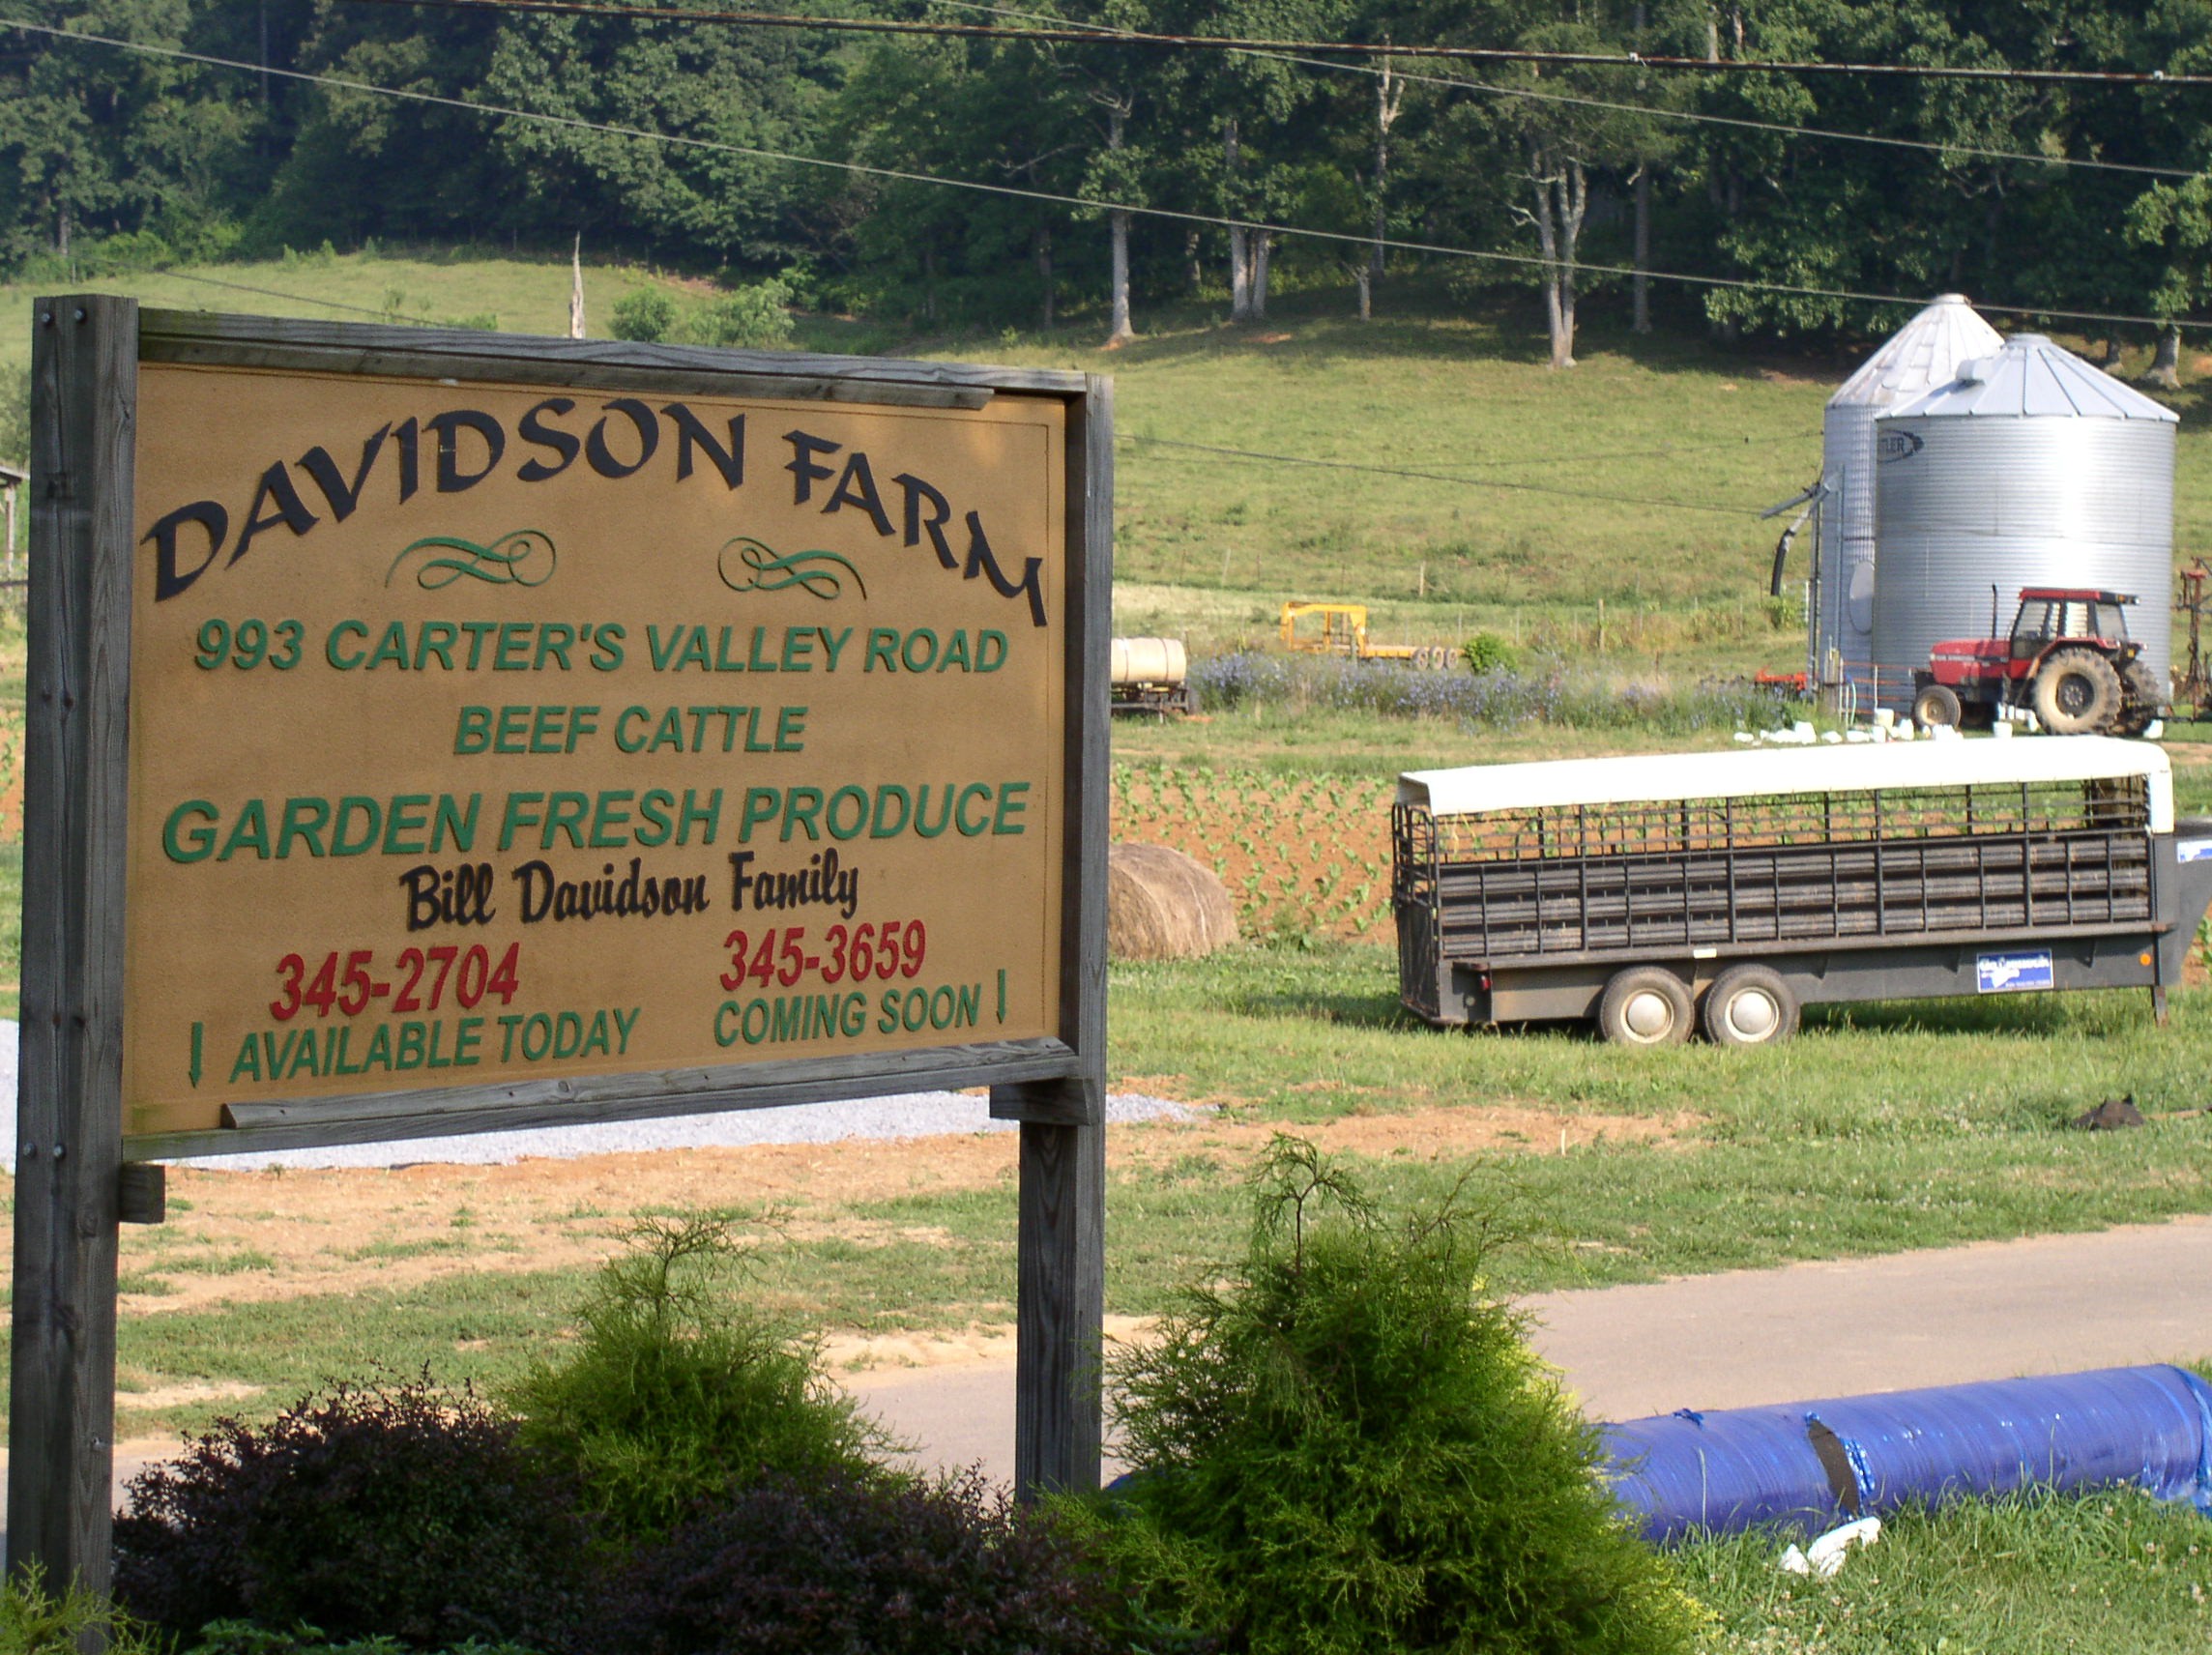 DAVIDSON FARM
993 CARTER'S VALLEY ROAD
BEEF CATTLE
GARDEN FRESH PRODUCE
Bill Davidson Family
345-2704 345-3659
AVAILABLE TODAY COMING SOON